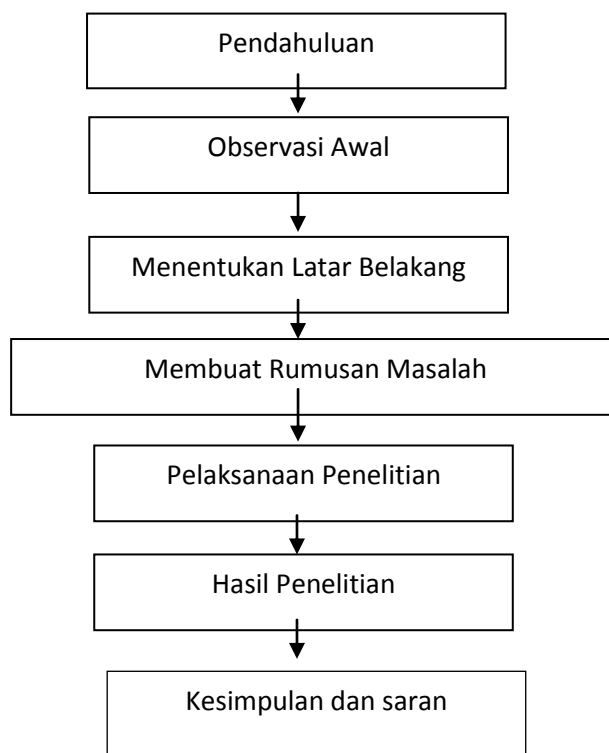 Pendahuluan
Observasi Awal
Menentukan Latar Belakang
Membuat Rumusan Masalah
Pelaksanaan Penelitian
Hasil Penelitian
Kesimpulan dan saran